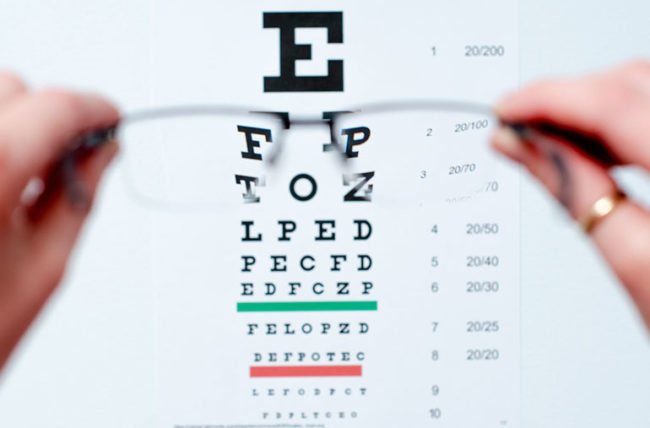 E 1 20/200
F P 2 20/100
T O Z 3 20/70
L P E D 4 20/50
P E C F D 5 20/40
E D F C Z P 6 20/30
F E L O P Z D 7 20/25
D E F P O T E C 8 20/20
L E F O D P C T 9
F D P L T C E O 10